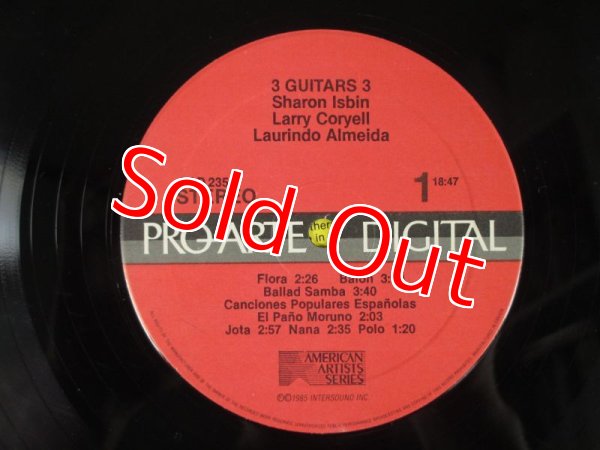 3 GUITARS 3
Sharon Isbin
Larry Coryell
Laurindo Almeida
235
STEREO
1 18:47
PRO ARTE DIGITAL
in
Sold Out
Flora 2:26
Ballad Samba 3:40
Canciones Populares Españolas
El Paño Moruno 2:03
Jota 2:57 Nana 2:35 Polo 1:20
AMERICAN
ARTISTS
SERIES
©1985 INTERSOUND INC.